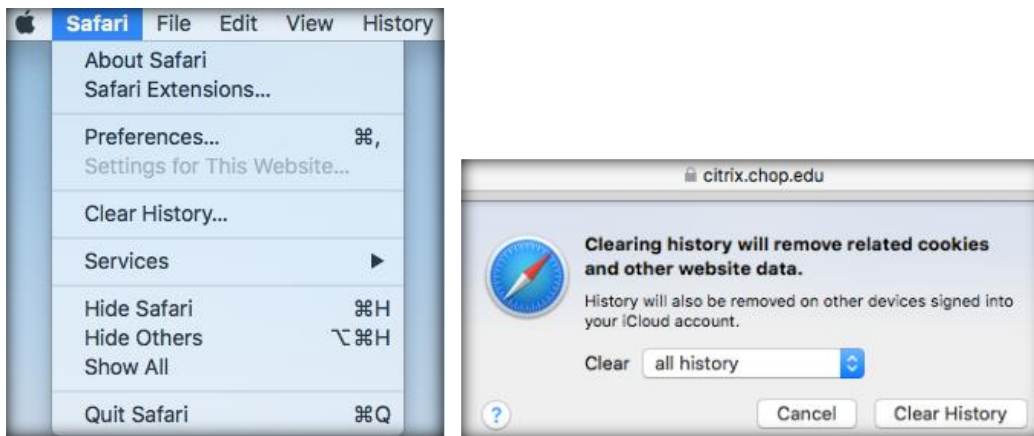 Safari File Edit View History
About Safari
Safari Extensions...
Preferences... ⌘,
Settings for This Website...
Clear History...
Services ▶
Hide Safari ⌘H
Hide Others ⌥⌘H
Show All
Quit Safari ⌘Q
citrix.chop.edu
Clearing history will remove related cookies
and other website data.
History will also be removed on other devices signed into
your iCloud account.
Clear all history
? Cancel Clear History